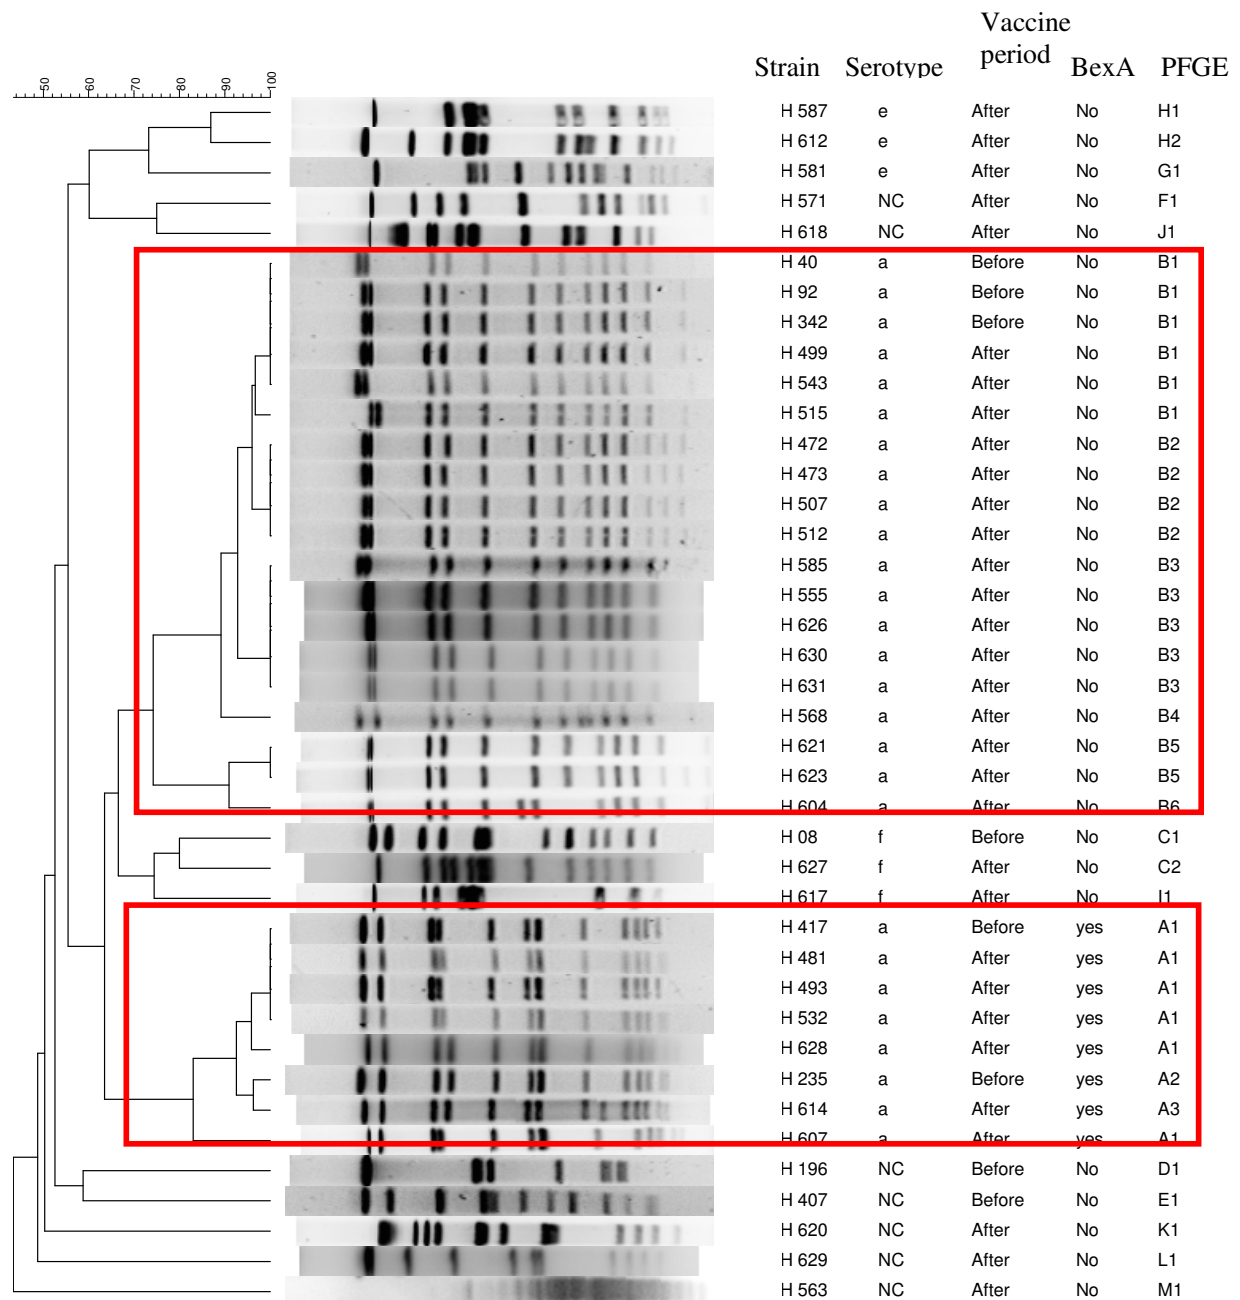 Vaccine
Strain Serotype period BexA PFGE
50 60 70 80 90 100
H 587 e After No H1
H 612 e After No H2
H 581 e After No G1
H 571 NC After No F1
H 618 NC After No J1
H 40 a Before No B1
H 92 a Before No B1
H 342 a Before No B1
H 499 a After No B1
H 543 a After No B1
H 515 a After No B1
H 472 a After No B2
H 473 a After No B2
H 507 a After No B2
H 512 a After No B2
H 585 a After No B3
H 555 a After No B3
H 626 a After No B3
H 630 a After No B3
H 631 a After No B3
H 568 a After No B4
H 621 a After No B5
H 623 a After No B5
H 604 a After No B6
H 08 f Before No C1
H 627 f After No C2
H 617 f After No I1
H 417 a Before yes A1
H 481 a After yes A1
H 493 a After yes A1
H 532 a After yes A1
H 628 a After yes A1
H 235 a Before yes A2
H 614 a After yes A3
H 607 a After yes A1
H 196 NC Before No D1
H 407 NC Before No E1
H 620 NC After No K1
H 629 NC After No L1
H 563 NC After No M1